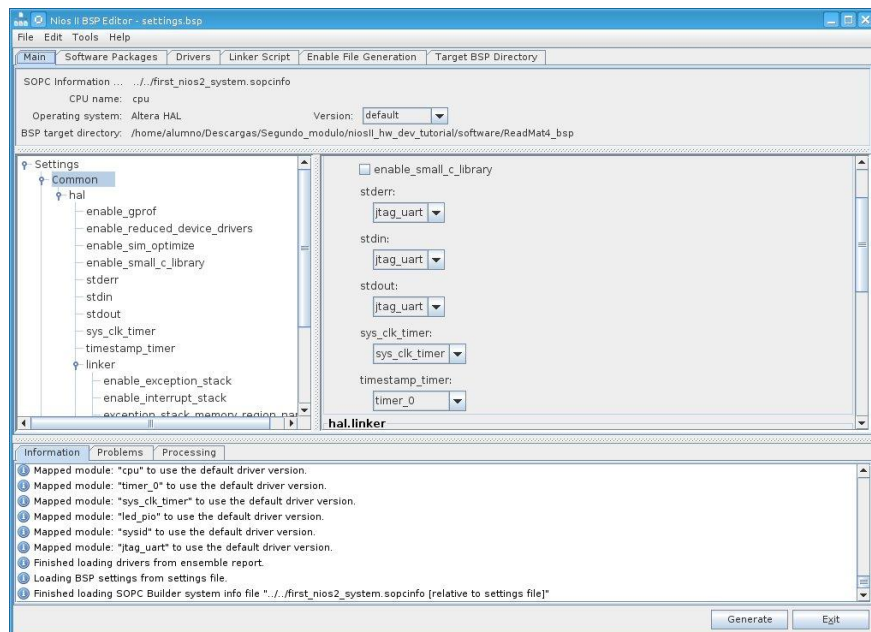 Nios II BSP Editor - settings.bsp
File Edit Tools Help
Main Software Packages Drivers Linker Script Enable File Generation Target BSP Directory
SOPC Information ... ../../first_nios2_system.sopcinfo
CPU name: cpu
Operating system: Altera HAL Version: default
BSP target directory: /home/alumno/Descargas/Segundo_modulo/niosII_hw_dev_tutorial/software/ReadMat4_bsp
Settings
Common
hal
enable_gprof
enable_reduced_device_drivers
enable_sim_optimize
enable_small_c_library
stderr
stdin
stdout
sys_clk_timer
timestamp_timer
linker
enable_exception_stack
enable_interrupt_stack
exception_stack_memory_region_nar
enable_small_c_library
stderr:
jtag_uart
stdin:
jtag_uart
stdout:
jtag_uart
sys_clk_timer:
sys_clk_timer
timestamp_timer:
timer_0
hal.linker
Information Problems Processing
Mapped module: "cpu" to use the default driver version.
Mapped module: "timer_0" to use the default driver version.
Mapped module: "sys_clk_timer" to use the default driver version.
Mapped module: "led_pio" to use the default driver version.
Mapped module: "sysid" to use the default driver version.
Mapped module: "jtag_uart" to use the default driver version.
Finished loading drivers from ensemble report.
Loading BSP settings from settings file.
Finished loading SOPC Builder system info file "../../first_nios2_system.sopcinfo [relative to settings file]"
Generate Exit